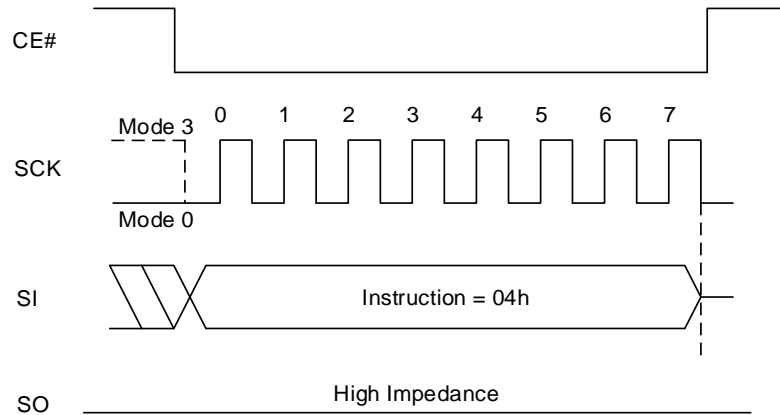 CE#
0 1 2 3 4 5 6 7
Mode 3
SCK
Mode 0
SI
Instruction = 04h
High Impedance
SO